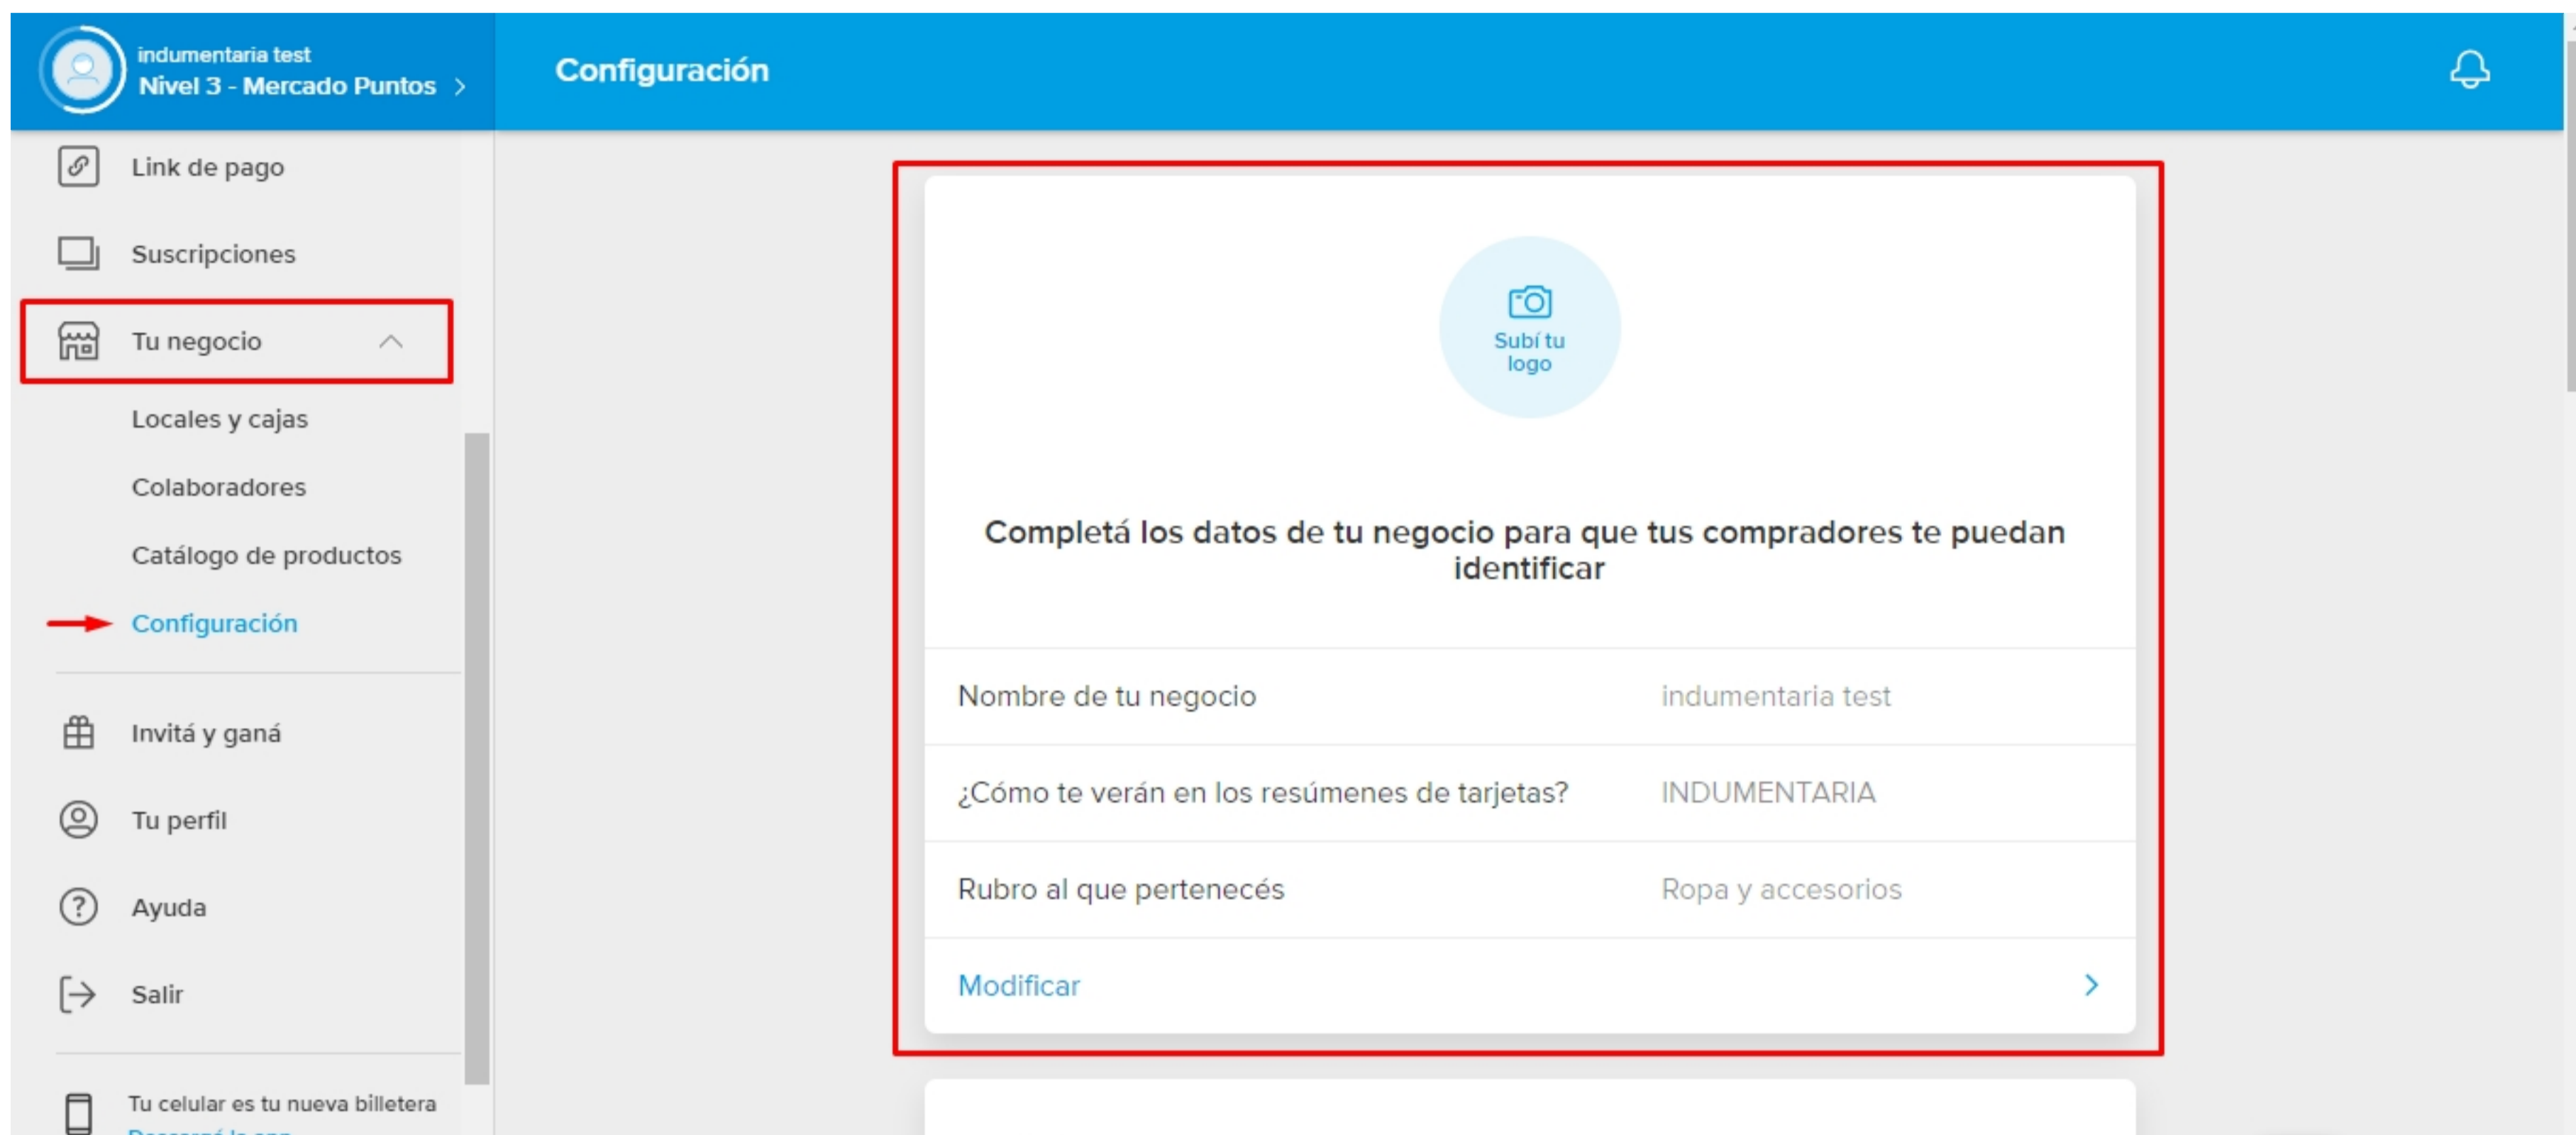 indumentaria test
Nivel 3 - Mercado Puntos
Configuración
Link de pago
Suscripciones
Tu negocio
Locales y cajas
Colaboradores
Catálogo de productos
Configuración
Invitá y ganá
Tu perfil
Ayuda
Salir
Tu celular es tu nueva billetera
Subí tu
logo
Completá los datos de tu negocio para que tus compradores te puedan
identificar
Nombre de tu negocio indumentaria test
¿Cómo te verán en los resúmenes de tarjetas? INDUMENTARIA
Rubro al que pertenecés Ropa y accesorios
Modificar